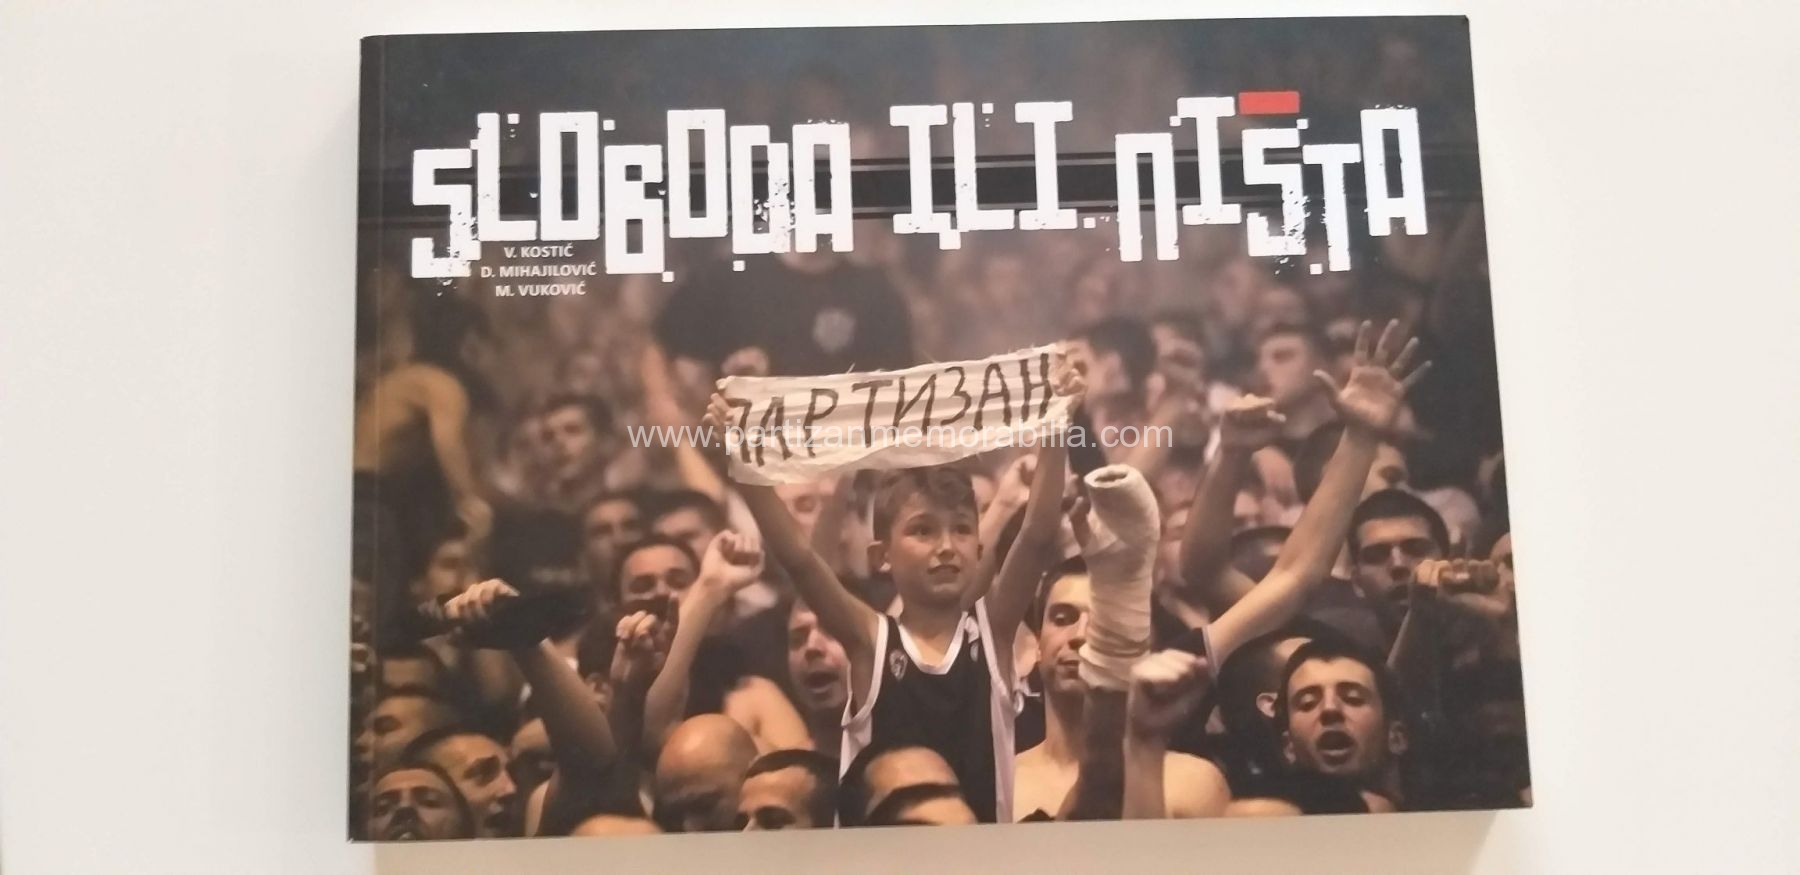 SLOBODA ILI NIŠTA
V. KOSTIĆ
D. MIHAJILOVIĆ
M. VUKOVIĆ
ПАРТИЗАН
www.partizanmemorabilia.com